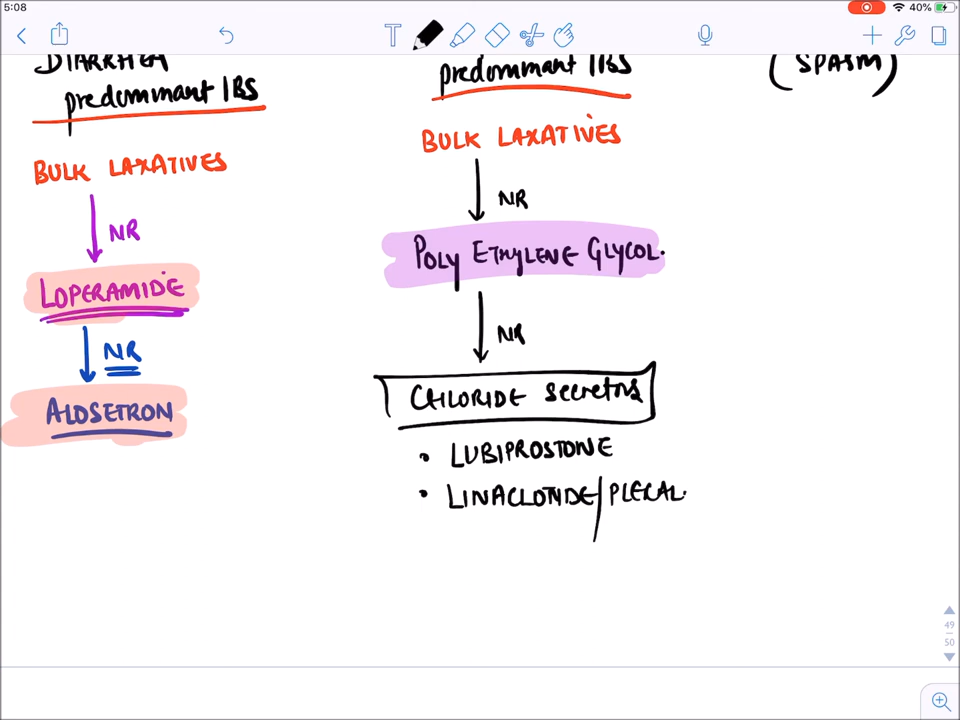 5:08
40%
T
DIARRHEA
predominant IBS
BULK LAXATIVES
NR
LOPERAMIDE
NR
ALOSETRON
predominant IBS
BULK LAXATIVES
NR
POLY ETHYLENE GLYCOL.
NR
CHLORIDE secretors
• LUBIPROSTONE
• LINACLOTIDE/PLECAL.
(SPASM)
49
50